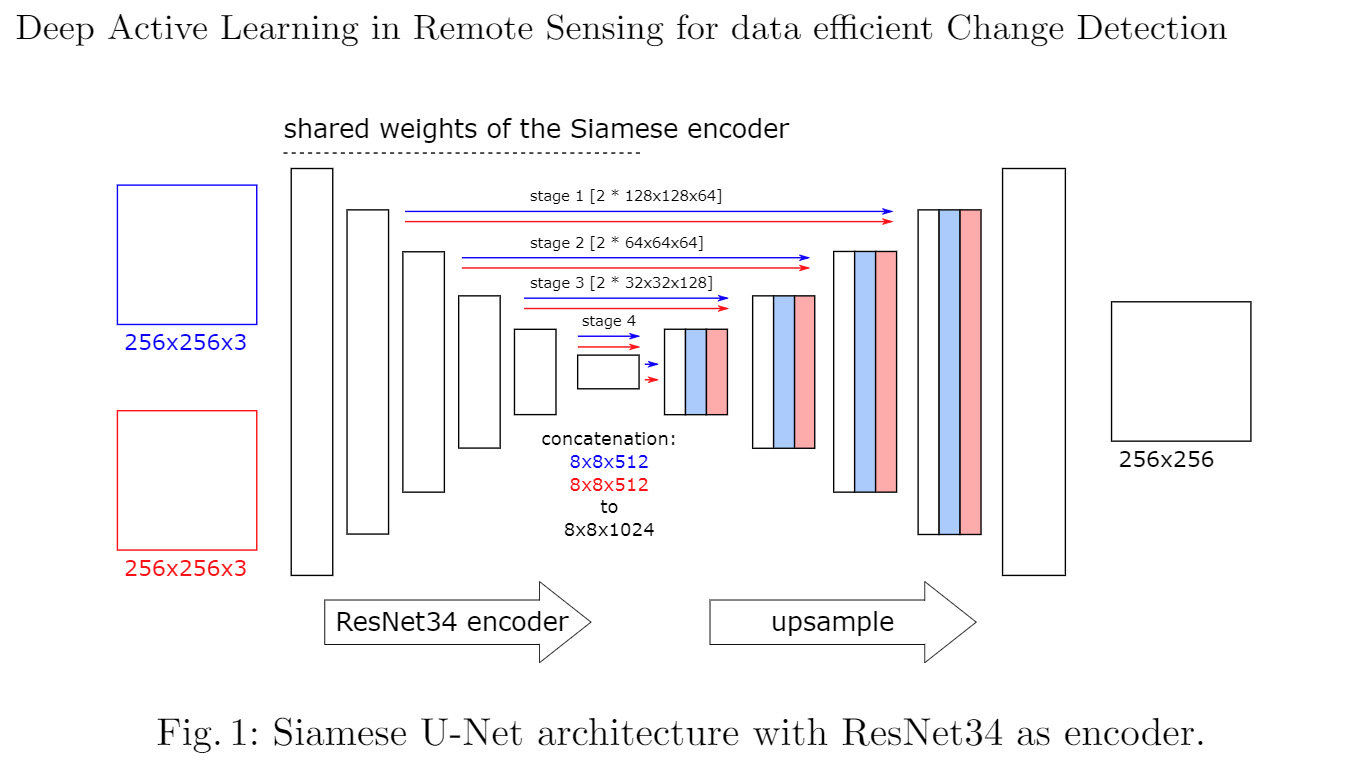 Deep Active Learning in Remote Sensing for data efficient Change Detection
shared weights of the Siamese encoder
stage 1 [2 * 128x128x64]
stage 2 [2 * 64x64x64]
stage 3 [2 * 32x32x128]
stage 4
256x256x3
256x256x3
concatenation:
8x8x512
8x8x512
to
8x8x1024
256x256
ResNet34 encoder
upsample
Fig. 1: Siamese U-Net architecture with ResNet34 as encoder.